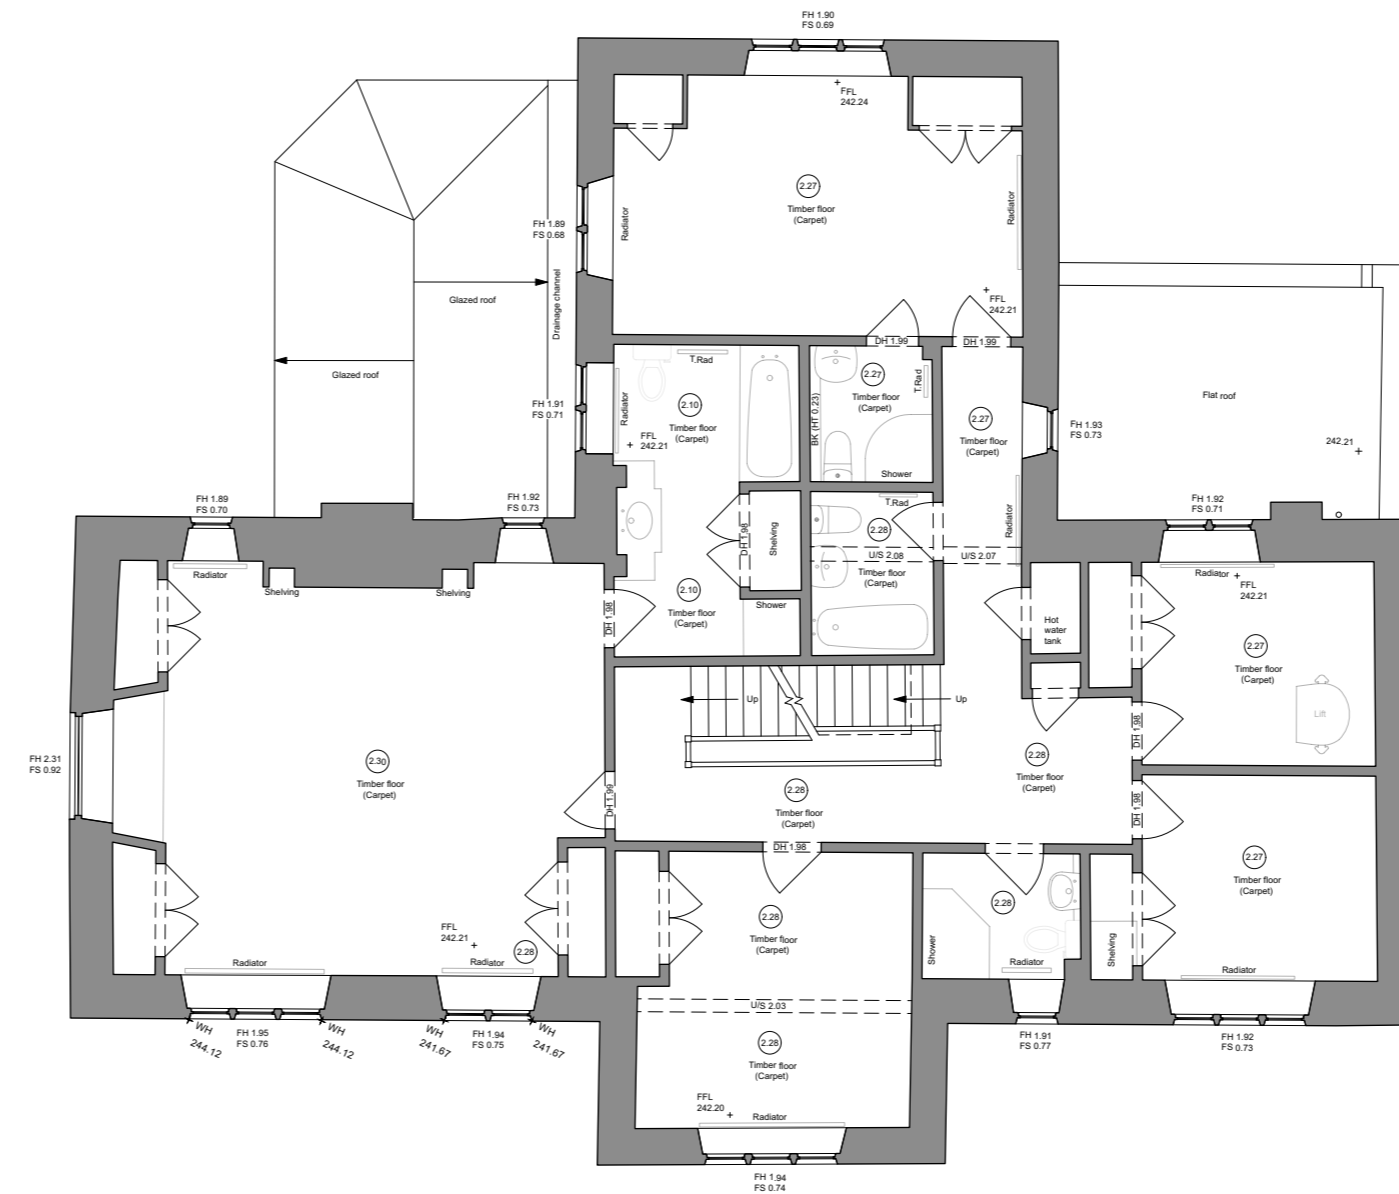 FH 1.90
FS 0.69
FFL
242.24
2.27
Timber floor
(Carpet)
Radiator
Radiator
FH 1.89
FS 0.68
Drainage channel
Glazed roof
Glazed roof
FFL
242.21
DH 1.99
DH 1.99
T.Rad
2.27
Timber floor
(Carpet)
T.Rad
BK (HT 0.23)
Shower
2.10
Timber floor
(Carpet)
Radiator
FFL
242.21
FH 1.91
FS 0.71
2.27
Timber floor
(Carpet)
FH 1.93
FS 0.73
Flat roof
242.21
FH 1.89
FS 0.70
FH 1.92
FS 0.73
FH 1.92
FS 0.71
T.Rad
2.28
U/S 2.08
Timber floor
(Carpet)
U/S 2.07
Radiator
DH 1.98
Shelving
Radiator
Shelving
Shelving
2.10
Timber floor
(Carpet)
Shower
DH 1.98
Hot
water
tank
Radiator
FFL
242.21
2.27
Timber floor
(Carpet)
Lift
Up
Up
DH 1.98
FH 2.31
FS 0.92
2.30
Timber floor
(Carpet)
DH 1.99
2.28
Timber floor
(Carpet)
2.28
Timber floor
(Carpet)
DH 1.98
DH 1.98
2.27
Timber floor
(Carpet)
2.28
Timber floor
(Carpet)
2.28
Shower
Radiator
Shelving
Radiator
FFL
242.21
2.28
Radiator
Radiator
U/S 2.03
2.28
Timber floor
(Carpet)
FFL
242.20
Radiator
WH
244.12
FH 1.95
FS 0.76
WH
244.12
WH
241.67
FH 1.94
FS 0.75
WH
241.67
FH 1.91
FS 0.77
FH 1.92
FS 0.73
FH 1.94
FS 0.74